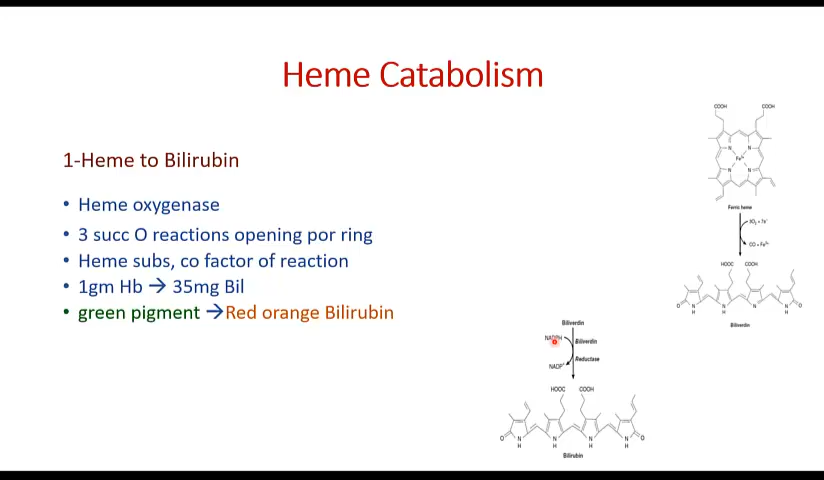 Heme Catabolism
1-Heme to Bilirubin
• Heme oxygenase
• 3 succ O reactions opening por ring
• Heme subs, co factor of reaction
• 1gm Hb → 35mg Bil
• green pigment →Red orange Bilirubin
COOH COOH
N N
Fe³⁺
N N
Ferric heme
CO + Fe²⁺
HOOC COOH
O N N N N O
H H H
Biliverdin
Biliverdin
NADPH Biliverdin
Reductase
NADP⁺
HOOC COOH
O N N N N O
H H H H
Bilirubin